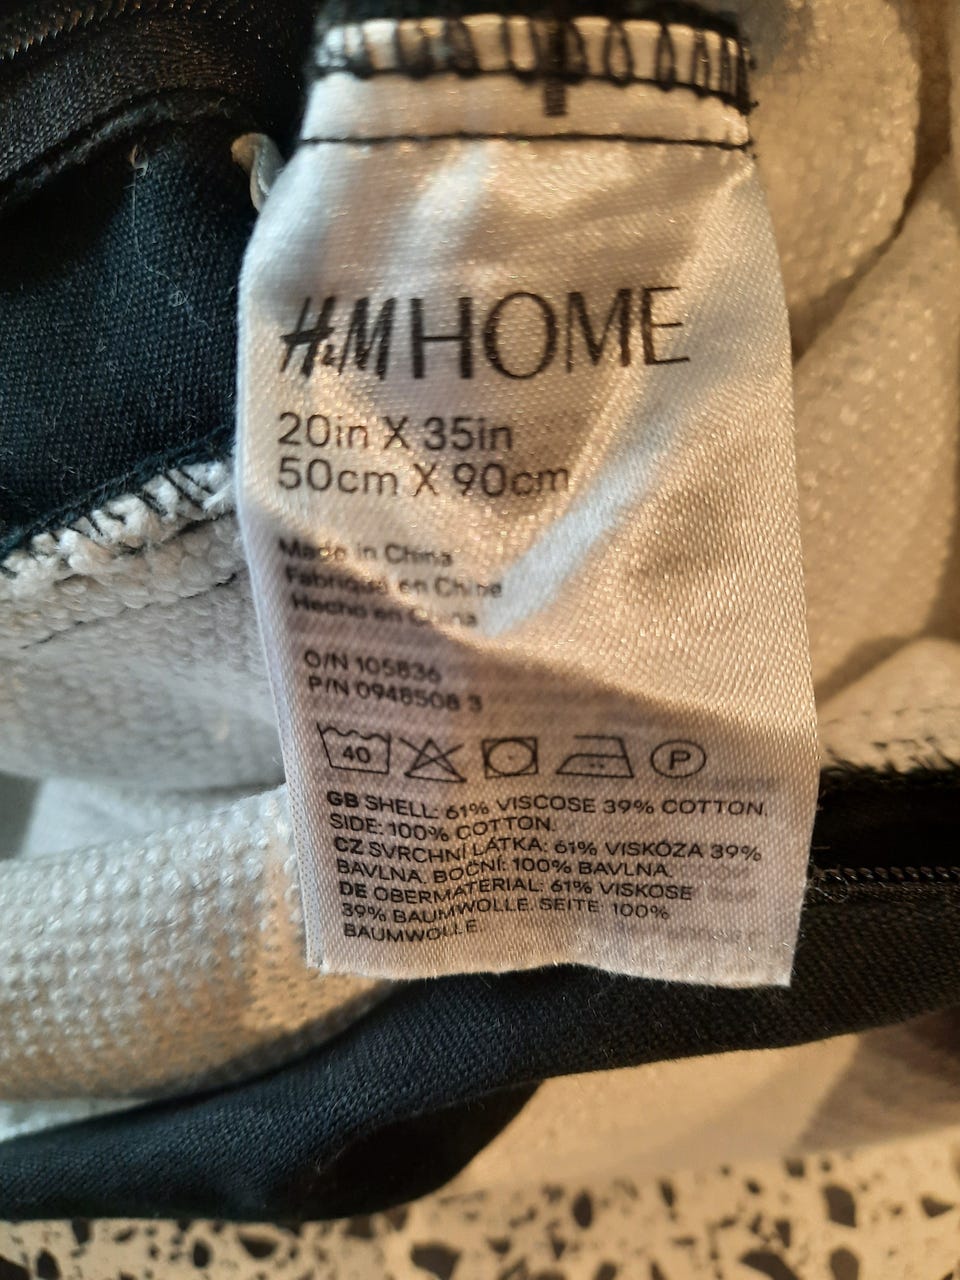 H&M HOME
20in X 35in
50cm X 90cm
Made in China
Fabriqué en Chine
Hecho en China
O/N 105836
P/N 0948508 3
40 P
GB SHELL: 61% VISCOSE 39% COTTON.
SIDE: 100% COTTON.
CZ SVRCHNÍ LÁTKA: 61% VISKÓZA 39%
BAVLNA. BOČNÍ: 100% BAVLNA.
DE OBERMATERIAL: 61% VISKOSE
39% BAUMWOLLE. SEITE: 100%
BAUMWOLLE.